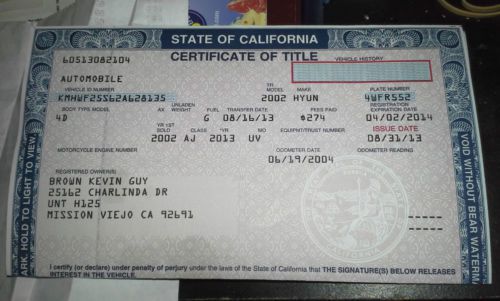 STATE OF CALIFORNIA
CERTIFICATE OF TITLE
6D513082104
VEHICLE HISTORY
AUTOMOBILE
VEHICLE ID NUMBER YR MODEL MAKE PLATE NUMBER
KMHWF25S62A628135 2002 HYUN 4WFR552
BODY TYPE MODEL AX UNLADEN WEIGHT FUEL TRANSFER DATE FEES PAID REGISTRATION EXPIRATION DATE
4D G 08/16/13 $274 04/02/2014
YR 1ST SOLD CLASS YR MO EQUIPMT/TRUST NUMBER ISSUE DATE
2002 AJ 2013 UV 08/31/13
MOTORCYCLE ENGINE NUMBER ODOMETER DATE ODOMETER READING
06/19/2004
REGISTERED OWNER(S)
BROWN KEVIN GUY
25162 CHARLINDA DR
UNT H125
MISSION VIEJO CA 92691
I certify (or declare) under penalty of perjury under the laws of the State of California that THE SIGNATURE(S) BELOW RELEASES
INTEREST IN THE VEHICLE.
ARK HOLD TO LIGHT TO VIEW
VOID WITHOUT BEAR WATERM